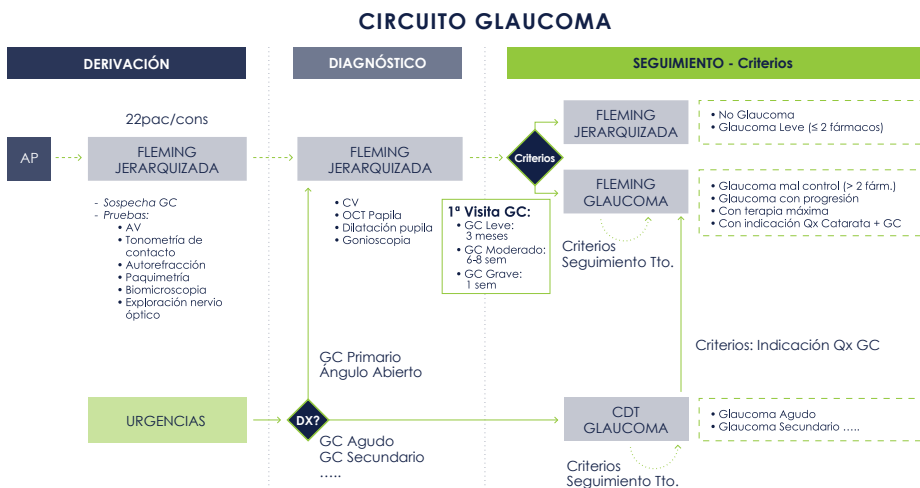 CIRCUITO GLAUCOMA
DERIVACIÓN
DIAGNÓSTICO
SEGUIMIENTO - Criterios
22pac/cons
AP
FLEMING
JERARQUIZADA
- Sospecha GC
- Pruebas:
• AV
• Tonometría de
contacto
• Autorefracción
• Paquimetría
• Biomicroscopia
• Exploración nervio
óptico
FLEMING
JERARQUIZADA
• CV
• OCT Papila
• Dilatación pupila
• Gonioscopia
Criterios
1ª Visita GC:
• GC Leve:
3 meses
• GC Moderado:
6-8 sem
• GC Grave:
1 sem
FLEMING
JERARQUIZADA
• No Glaucoma
• Glaucoma Leve (≤ 2 fármacos)
FLEMING
GLAUCOMA
• Glaucoma mal control (> 2 fárm.)
• Glaucoma con progresión
• Con terapia máxima
• Con indicación Qx Catarata + GC
Criterios
Seguimiento Tto.
Criterios: Indicación Qx GC
GC Primario
Ángulo Abierto
URGENCIAS
DX?
GC Agudo
GC Secundario
.....
CDT
GLAUCOMA
• Glaucoma Agudo
• Glaucoma Secundario .....
Criterios
Seguimiento Tto.